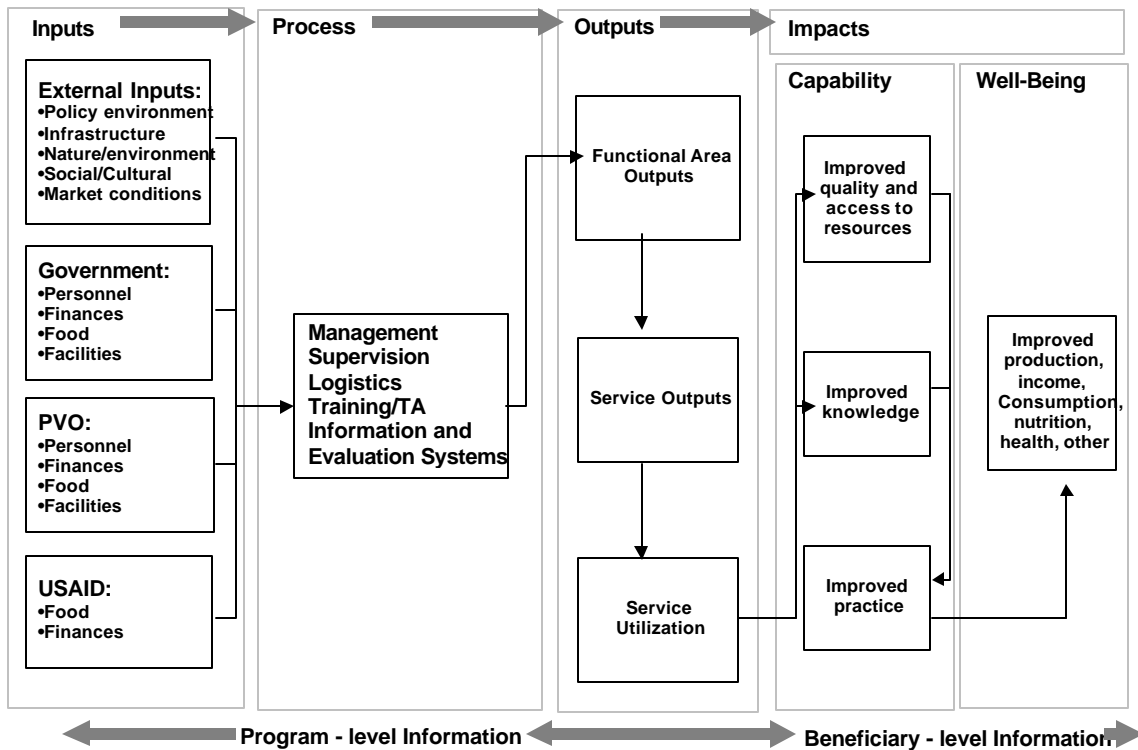 Inputs
Process
Outputs
Impacts
Capability
Well-Being
External Inputs:
•Policy environment
•Infrastructure
•Nature/environment
•Social/Cultural
•Market conditions
Government:
•Personnel
•Finances
•Food
•Facilities
PVO:
•Personnel
•Finances
•Food
•Facilities
USAID:
•Food
•Finances
Management
Supervision
Logistics
Training/TA
Information and
Evaluation Systems
Functional Area
Outputs
Service Outputs
Service
Utilization
Improved
quality and
access to
resources
Improved
knowledge
Improved
practice
Improved
production,
income,
Consumption,
nutrition,
health, other
Program - level Information
Beneficiary - level Information